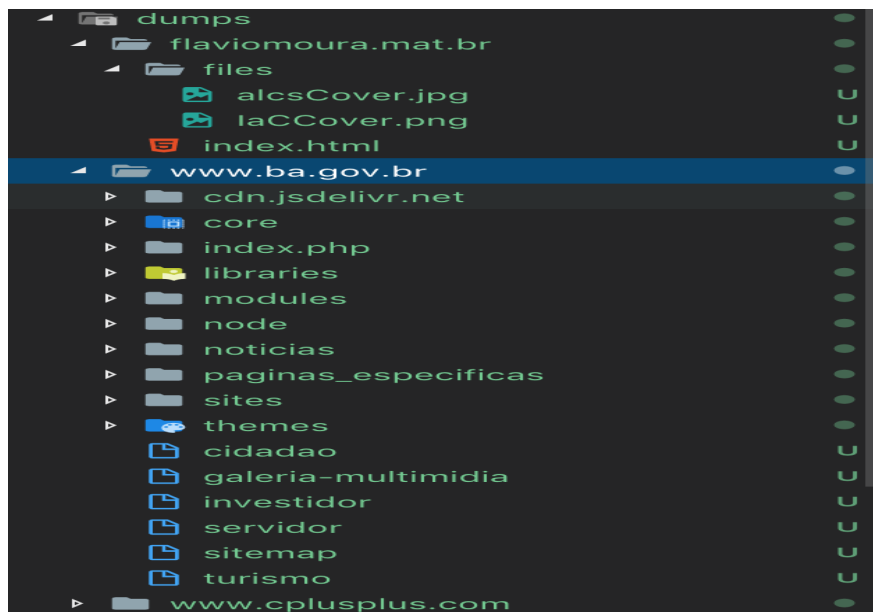 dumps
flaviomoura.mat.br
files
alcsCover.jpg U
laCCover.png U
index.html U
www.ba.gov.br
cdn.jsdelivr.net
core
index.php
libraries
modules
node
noticias
paginas_especificas
sites
themes
cidadao U
galeria-multimidia U
investidor U
servidor U
sitemap U
turismo U
www.cplusplus.com